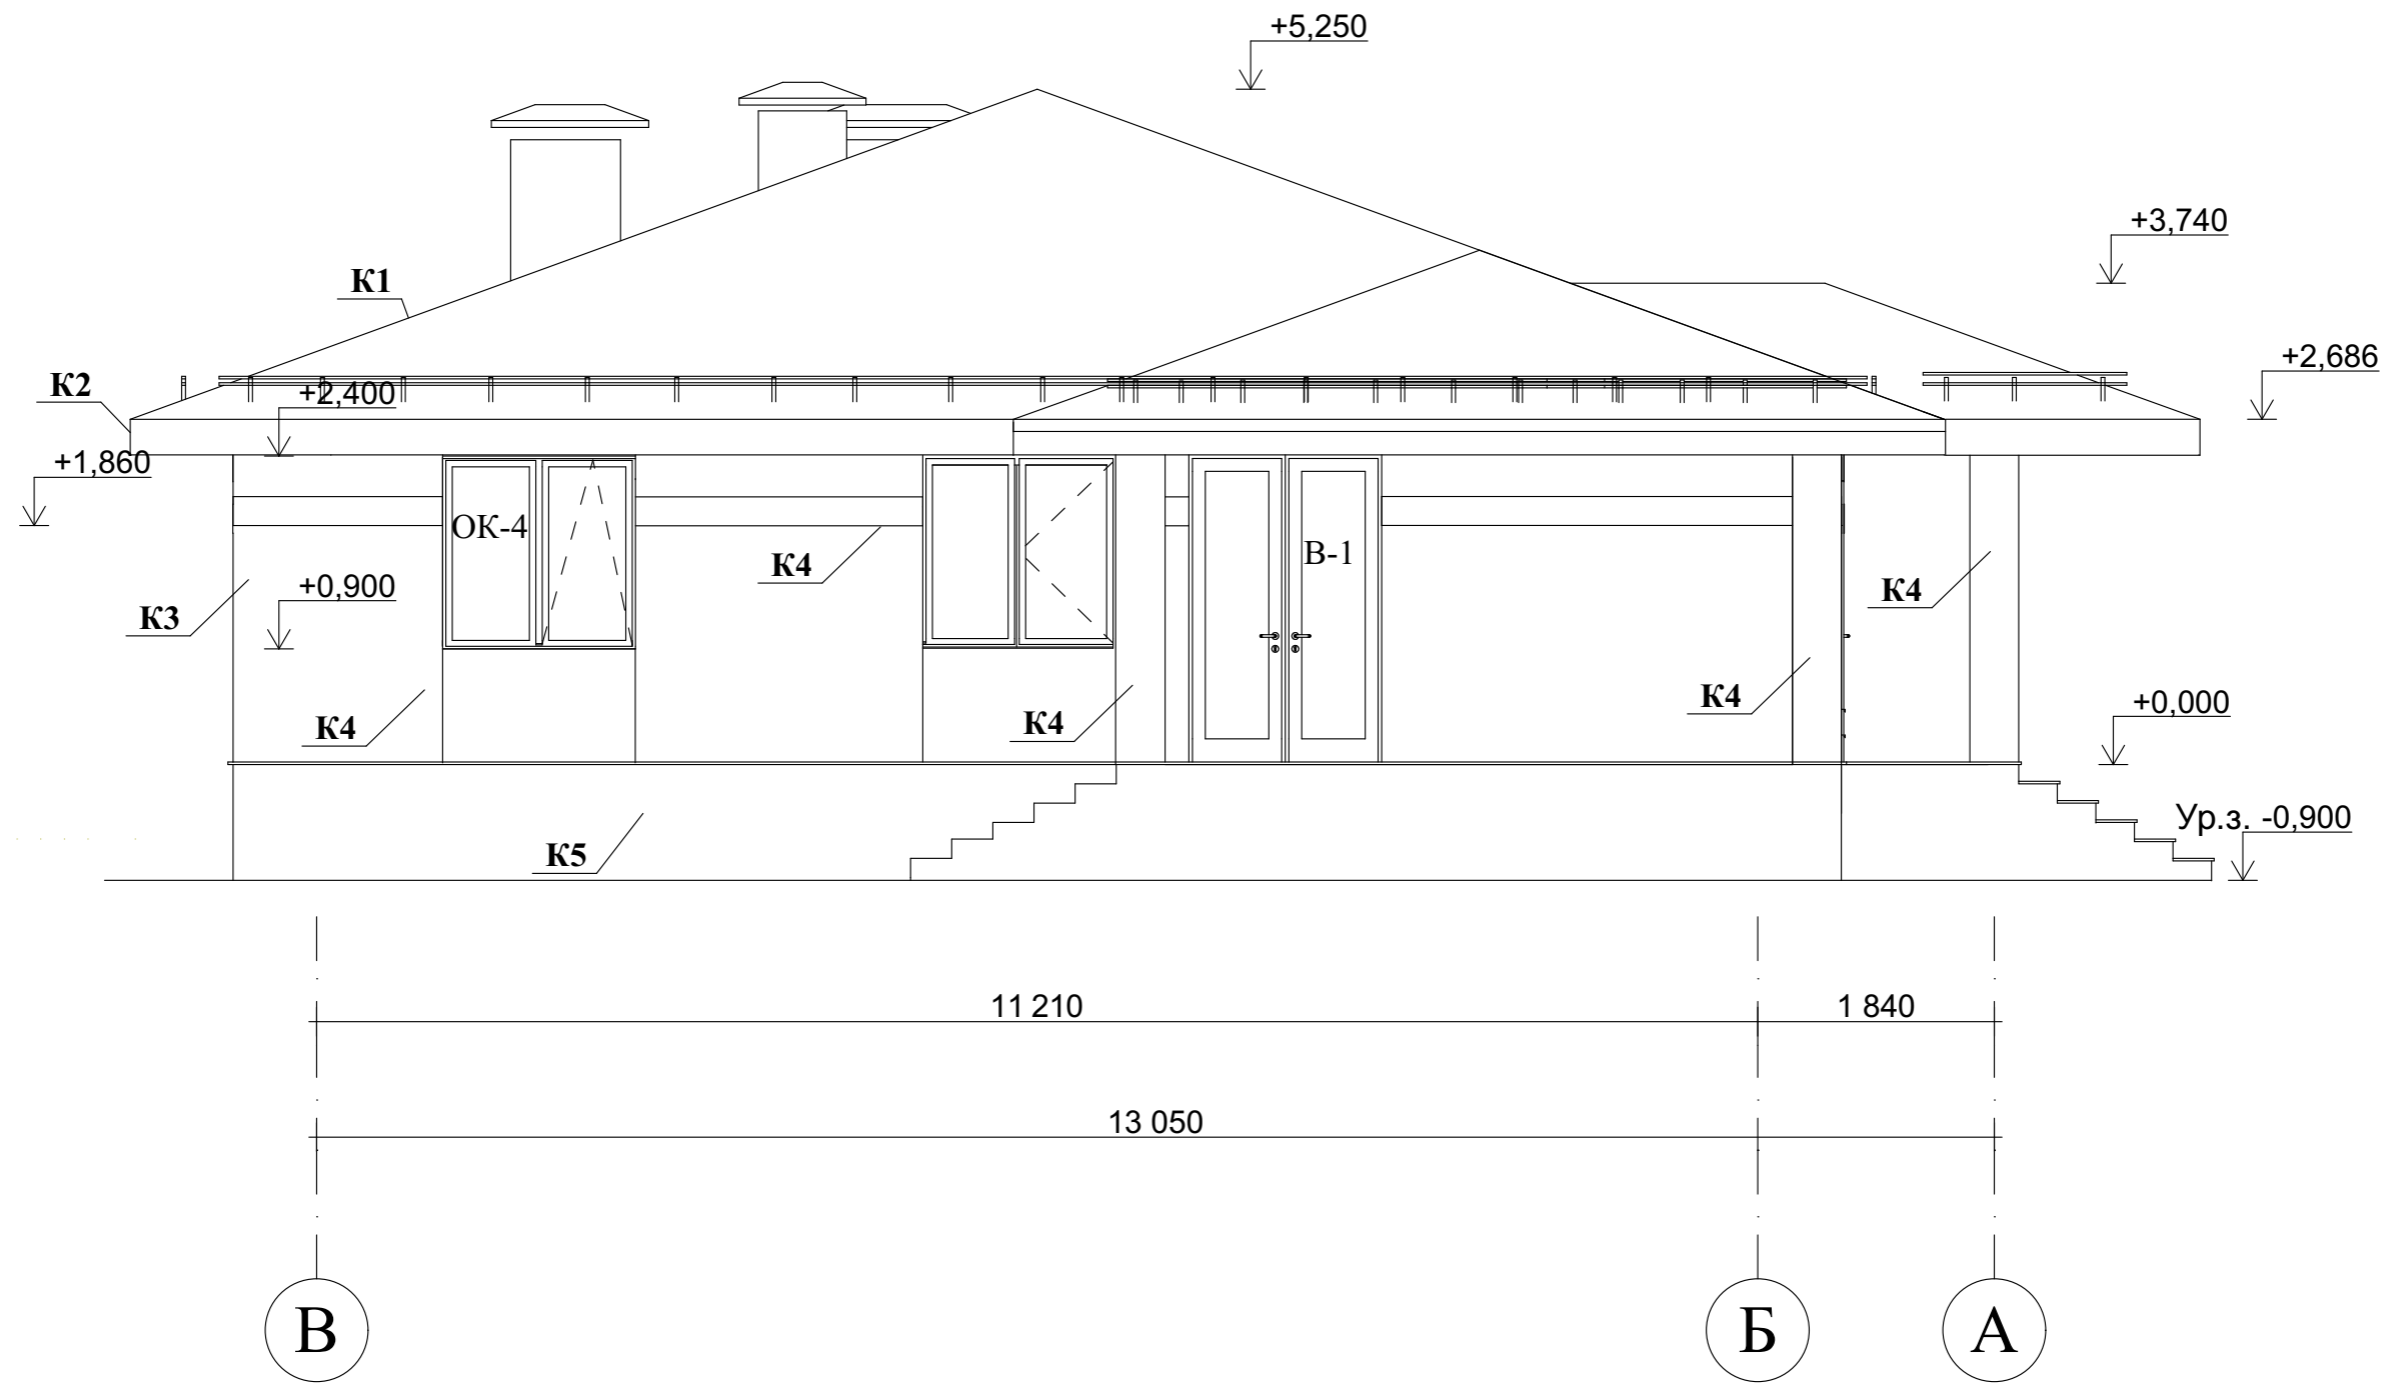 +5,250
+3,740
К1
+2,686
К2
+2,400
+1,860
ОК-4
В-1
К4
+0,900
К4
К3
К4
+0,000
К4
К4
Ур.з. -0,900
К5
11 210
1 840
13 050
В
Б
А